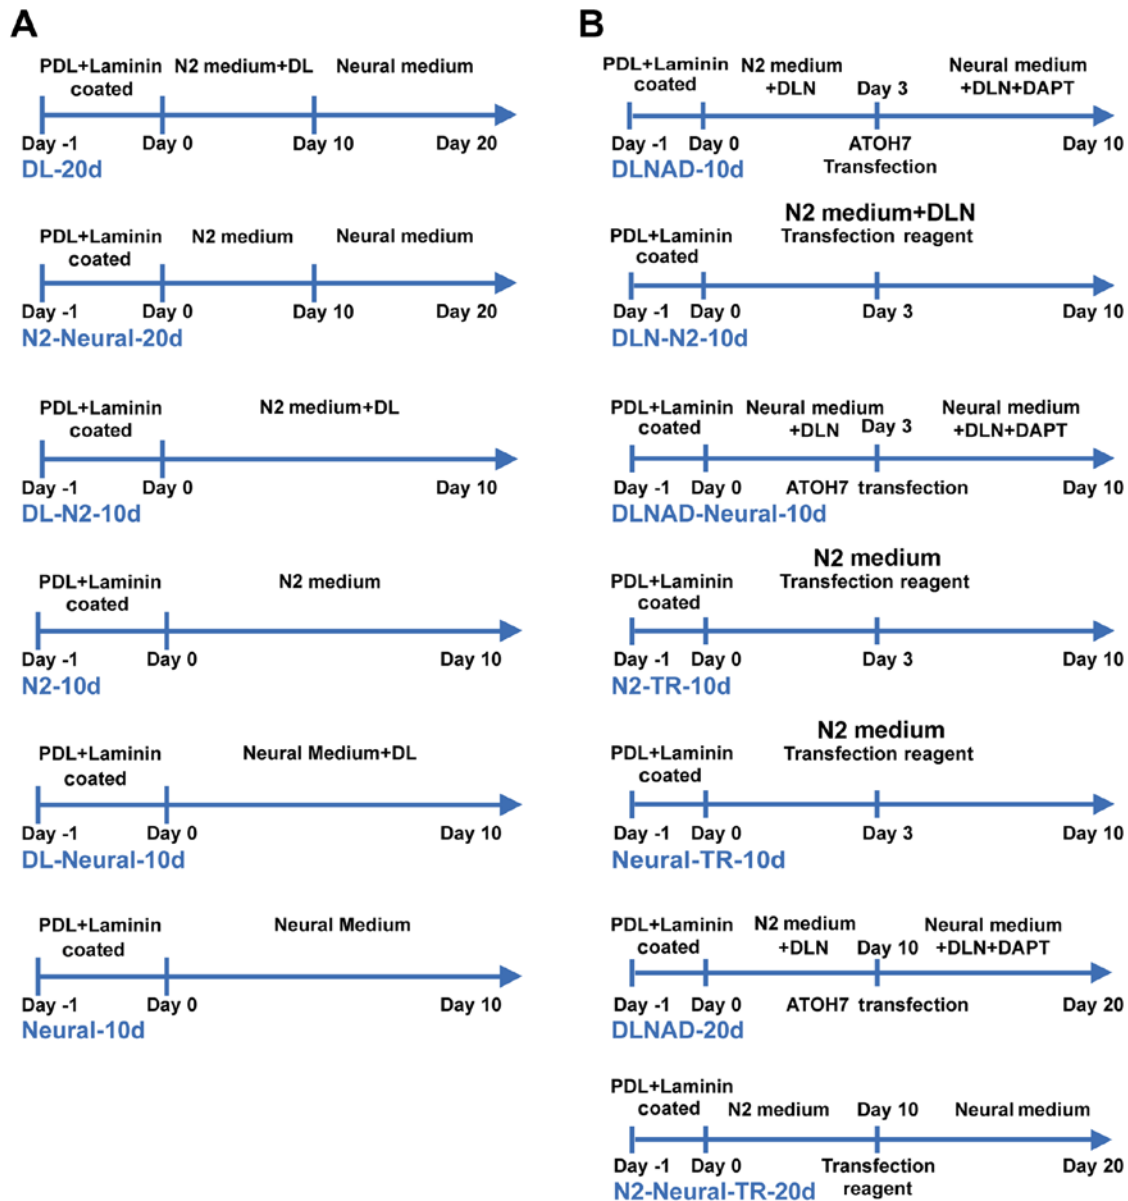 A
PDL+Laminin
coated
N2 medium+DL
Neural medium
Day -1
Day 0
Day 10
Day 20
DL-20d
PDL+Laminin
coated
N2 medium
Neural medium
Day -1
Day 0
Day 10
Day 20
N2-Neural-20d
PDL+Laminin
coated
N2 medium+DL
Day -1
Day 0
Day 10
DL-N2-10d
PDL+Laminin
coated
N2 medium
Day -1
Day 0
Day 10
N2-10d
PDL+Laminin
coated
Neural Medium+DL
Day -1
Day 0
Day 10
DL-Neural-10d
PDL+Laminin
coated
Neural Medium
Day -1
Day 0
Day 10
Neural-10d
B
PDL+Laminin
coated
N2 medium
+DLN
Day 3
Neural medium
+DLN+DAPT
Day -1
Day 0
ATOH7
Transfection
Day 10
DLNAD-10d
N2 medium+DLN
Transfection reagent
PDL+Laminin
coated
Day -1
Day 0
Day 3
Day 10
DLN-N2-10d
PDL+Laminin
coated
Neural medium
+DLN
Day 3
Neural medium
+DLN+DAPT
Day -1
Day 0
ATOH7 transfection
Day 10
DLNAD-Neural-10d
N2 medium
Transfection reagent
PDL+Laminin
coated
Day -1
Day 0
Day 3
Day 10
N2-TR-10d
N2 medium
Transfection reagent
PDL+Laminin
coated
Day -1
Day 0
Day 3
Day 10
Neural-TR-10d
PDL+Laminin
coated
N2 medium
+DLN
Day 10
Neural medium
+DLN+DAPT
Day -1
Day 0
ATOH7 transfection
Day 20
DLNAD-20d
PDL+Laminin
coated
N2 medium
Day 10
Neural medium
Day -1
Day 0
Transfection
reagent
Day 20
N2-Neural-TR-20d